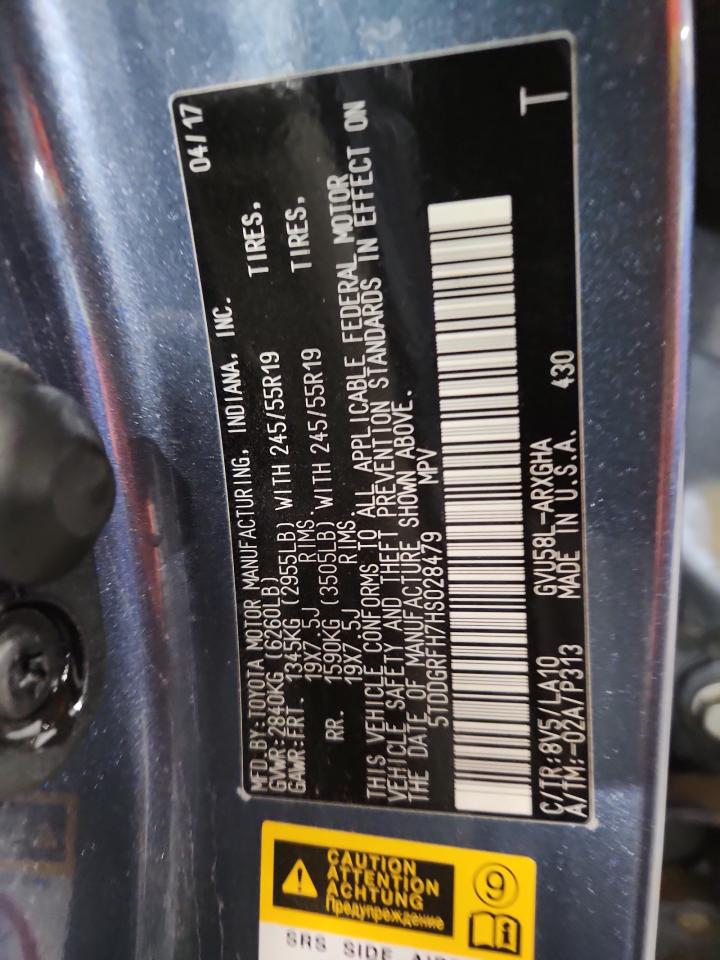 MFD.BY:TOYOTA MOTOR MANUFACTURING, INDIANA, INC. 04/17
GVWR:2840KG (6260LB)
GAWR:FRT. 1345KG (2955LB) WITH 245/55R19 TIRES,
19X7.5J RIMS.
RR. 1590KG (3505LB) WITH 245/55R19 TIRES,
19X7.5J RIMS.
THIS VEHICLE CONFORMS TO ALL APPLICABLE FEDERAL MOTOR
VEHICLE SAFETY AND THEFT PREVENTION STANDARDS IN EFFECT ON
THE DATE OF MANUFACTURE SHOWN ABOVE.
5TDDGRFH7HS028479 MPV
C/TR:8V5/LA10 GVU58L-ARXGHA T
A/TM:-02A/P313 MADE IN U.S.A. 430
CAUTION
ATTENTION
ACHTUNG
Предупреждение
9
i
SRS SIDE